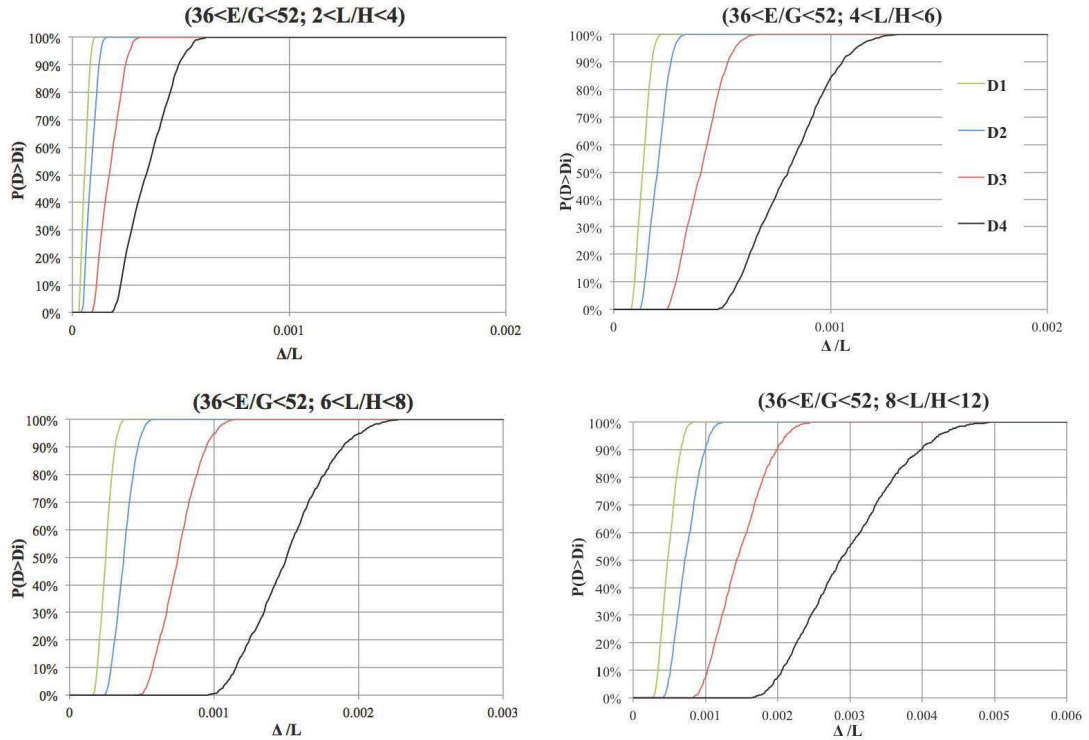 (36<E/G<52; 2<L/H<4)
100%
90%
80%
70%
60%
50%
40%
30%
20%
10%
0%
P(D>Di)
0 0.001 0.002
Δ/L
(36<E/G<52; 4<L/H<6)
100%
90%
80%
70%
60%
50%
40%
30%
20%
10%
0%
P(D>Di)
0 0.001 0.002
Δ /L
D1
D2
D3
D4
(36<E/G<52; 6<L/H<8)
100%
90%
80%
70%
60%
50%
40%
30%
20%
10%
0%
P(D>Di)
0 0.001 0.002 0.003
Δ /L
(36<E/G<52; 8<L/H<12)
100%
90%
80%
70%
60%
50%
40%
30%
20%
10%
0%
P(D>Di)
0 0.001 0.002 0.003 0.004 0.005 0.006
Δ /L